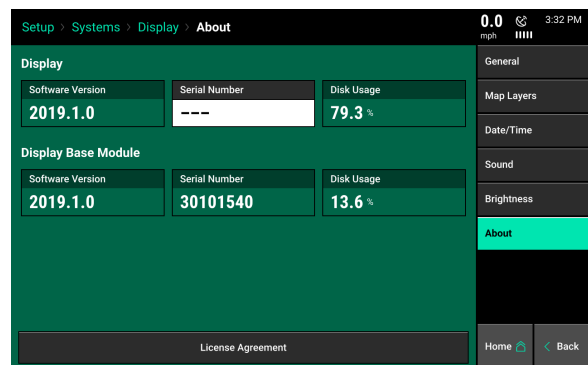 Setup > Systems > Display > About
0.0 mph
3:32 PM
Display
Software Version
2019.1.0
Serial Number
---
Disk Usage
79.3 %
Display Base Module
Software Version
2019.1.0
Serial Number
30101540
Disk Usage
13.6 %
License Agreement
General
Map Layers
Date/Time
Sound
Brightness
About
Home
< Back